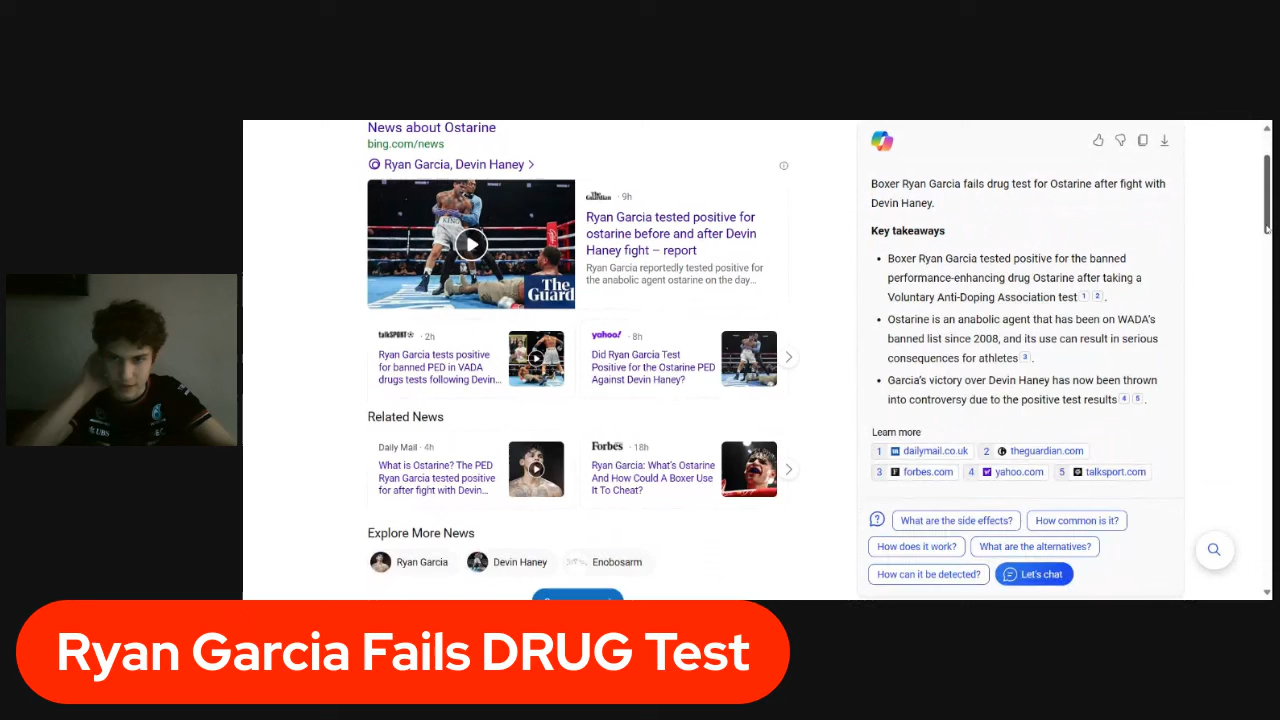 News about Ostarine
bing.com/news
Ryan Garcia, Devin Haney >
The Guardian · 9h
Ryan Garcia tested positive for
ostarine before and after Devin
Haney fight – report
Ryan Garcia reportedly tested positive for
the anabolic agent ostarine on the day...
KING
The
Guard
talkSPORT · 2h
Ryan Garcia tests positive
for banned PED in VADA
drugs tests following Devin...
yahoo! · 8h
Did Ryan Garcia Test
Positive for the Ostarine PED
Against Devin Haney?
Related News
Daily Mail · 4h
What is Ostarine? The PED
Ryan Garcia tested positive
for after fight with Devin...
Forbes · 18h
Ryan Garcia: What's Ostarine
And How Could A Boxer Use
It To Cheat?
Explore More News
Ryan Garcia
Devin Haney
Enobosarm
Boxer Ryan Garcia fails drug test for Ostarine after fight with
Devin Haney.
Key takeaways
• Boxer Ryan Garcia tested positive for the banned
performance-enhancing drug Ostarine after taking a
Voluntary Anti-Doping Association test 1 2 .
• Ostarine is an anabolic agent that has been on WADA's
banned list since 2008, and its use can result in serious
consequences for athletes 3 .
• Garcia's victory over Devin Haney has now been thrown
into controversy due to the positive test results 4 5 .
Learn more
1 dailymail.co.uk 2 theguardian.com
3 forbes.com 4 yahoo.com 5 talksport.com
What are the side effects? How common is it?
How does it work? What are the alternatives?
How can it be detected? Let's chat
UBS
Ryan Garcia Fails DRUG Test